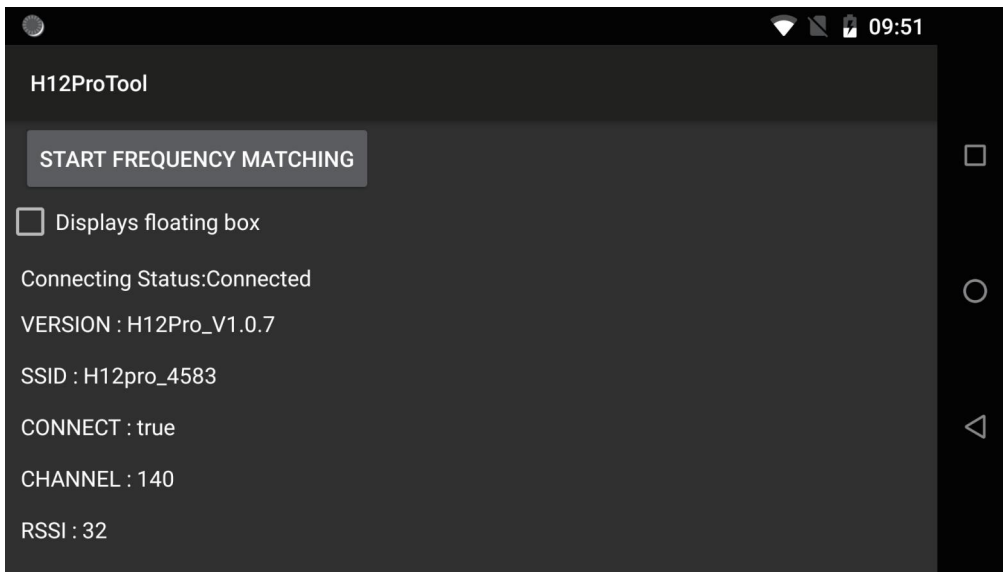 09:51
H12ProTool
START FREQUENCY MATCHING
Displays floating box
Connecting Status:Connected
VERSION : H12Pro_V1.0.7
SSID : H12pro_4583
CONNECT : true
CHANNEL : 140
RSSI : 32